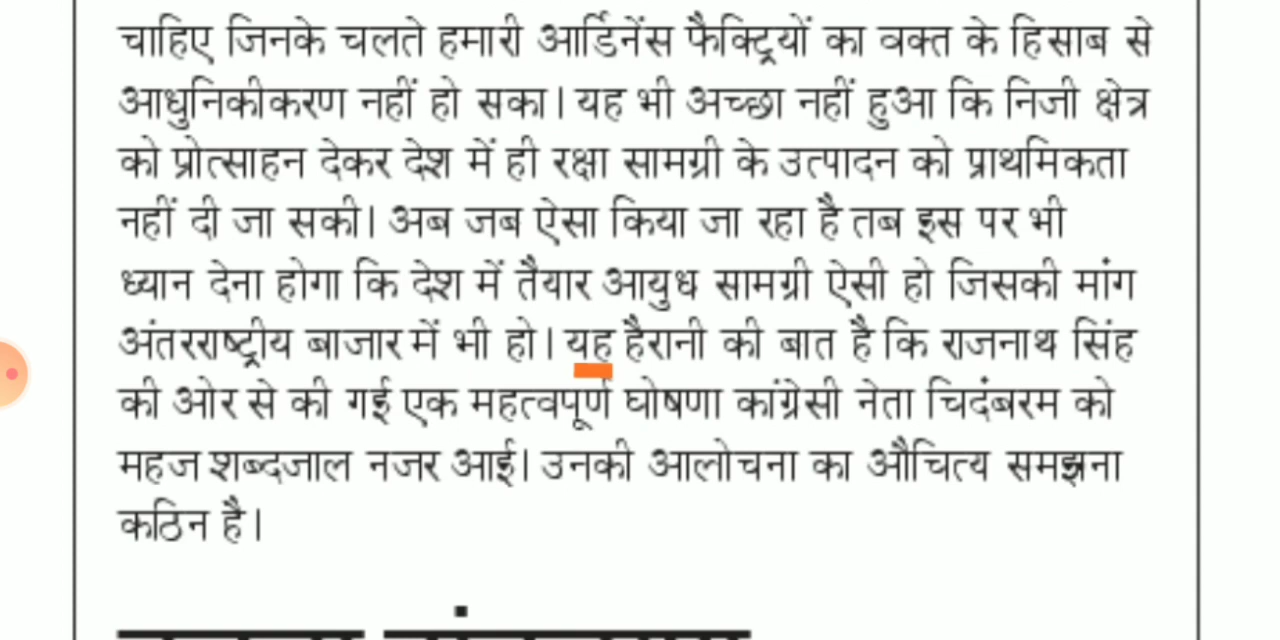 चाहिए जिनके चलते हमारी आर्डिनेंस फैक्ट्रियों का वक्त के हिसाब से
आधुनिकीकरण नहीं हो सका। यह भी अच्छा नहीं हुआ कि निजी क्षेत्र
को प्रोत्साहन देकर देश में ही रक्षा सामग्री के उत्पादन को प्राथमिकता
नहीं दी जा सकी। अब जब ऐसा किया जा रहा है तब इस पर भी
ध्यान देना होगा कि देश में तैयार आयुध सामग्री ऐसी हो जिसकी मांग
अंतरराष्ट्रीय बाजार में भी हो। यह हैरानी की बात है कि राजनाथ सिंह
की ओर से की गई एक महत्वपूर्ण घोषणा कांग्रेसी नेता चिदंबरम को
महज शब्दजाल नजर आई। उनकी आलोचना का औचित्य समझना
कठिन है।